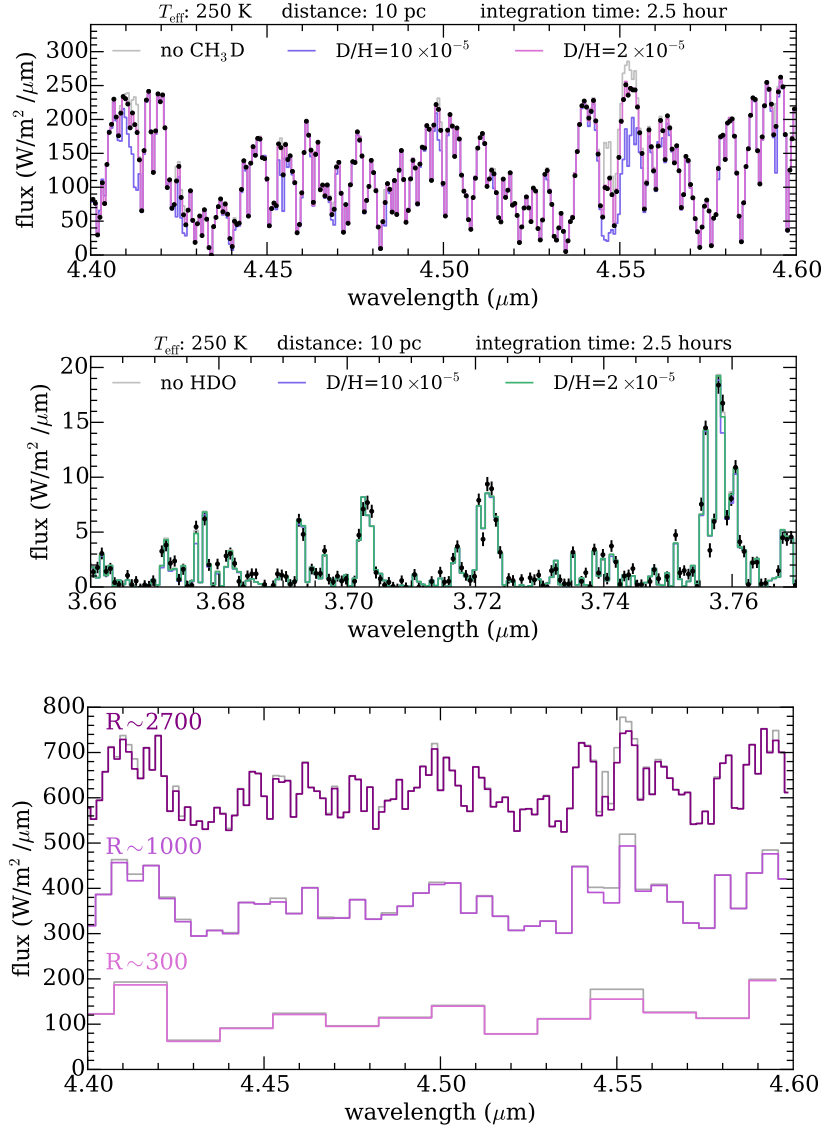 T_eff: 250 K distance: 10 pc integration time: 2.5 hour
no CH₃D D/H=10 ×10⁻⁵ D/H=2 ×10⁻⁵
flux (W/m² /μm)
300
250
200
150
100
50
0
4.40 4.45 4.50 4.55 4.60
wavelength (μm)
T_eff: 250 K distance: 10 pc integration time: 2.5 hours
no HDO D/H=10 ×10⁻⁵ D/H=2 ×10⁻⁵
flux (W/m² /μm)
20
15
10
5
0
3.66 3.68 3.70 3.72 3.74 3.76
wavelength (μm)
R~2700
R~1000
R~300
flux (W/m² /μm)
800
700
600
500
400
300
200
100
0
4.40 4.45 4.50 4.55 4.60
wavelength (μm)